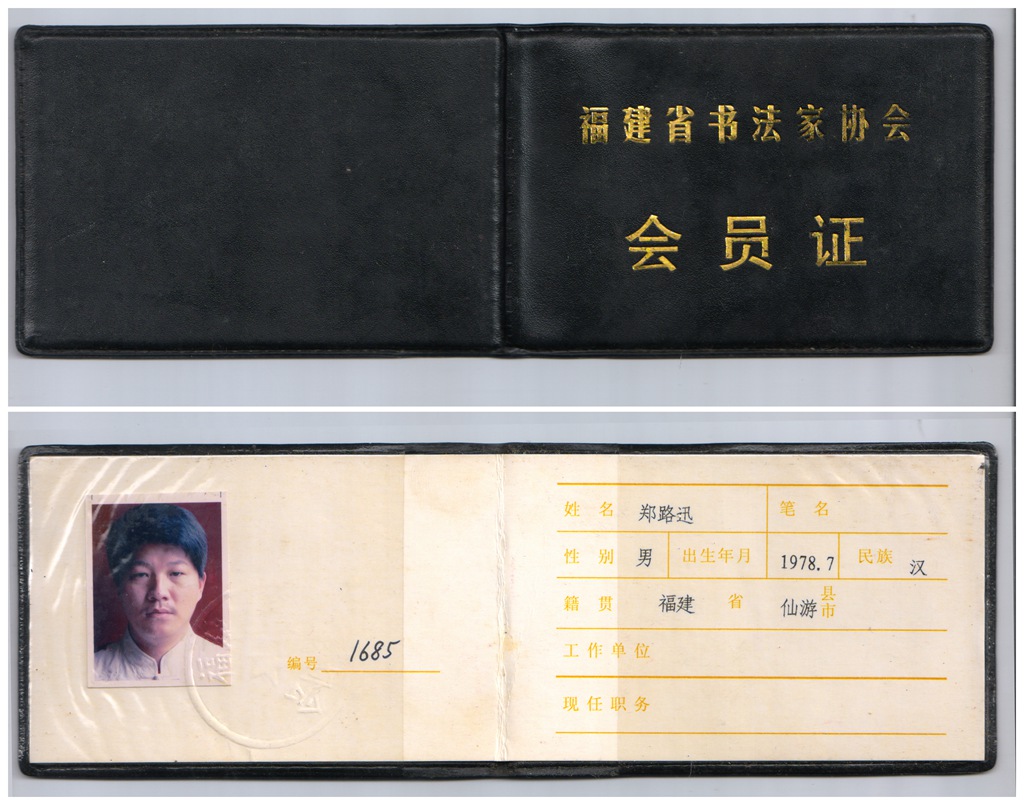 福建省书法家协会
会员证
编号 1685
姓名 郑路迅 笔名
性别 男 出生年月 1978.7 民族 汉
籍贯 福建 省 仙游 县市
工作单位
现任职务